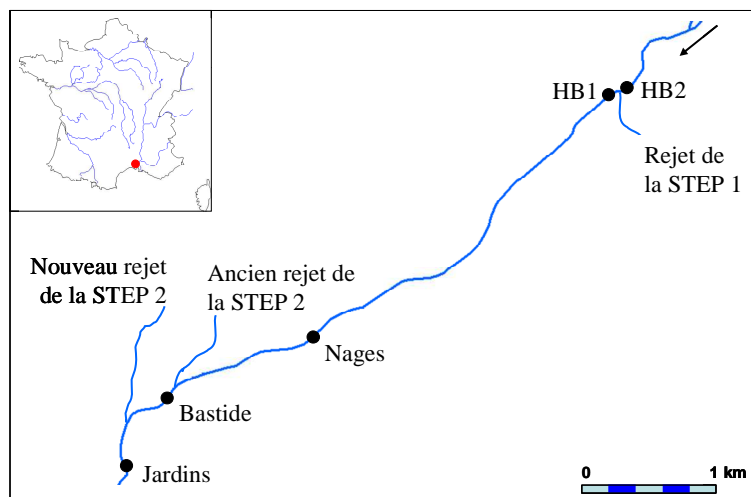 HB1
HB2
Rejet de
la STEP 1
Nouveau rejet
de la STEP 2
Ancien rejet de
la STEP 2
Nages
Bastide
Jardins
0 1 km